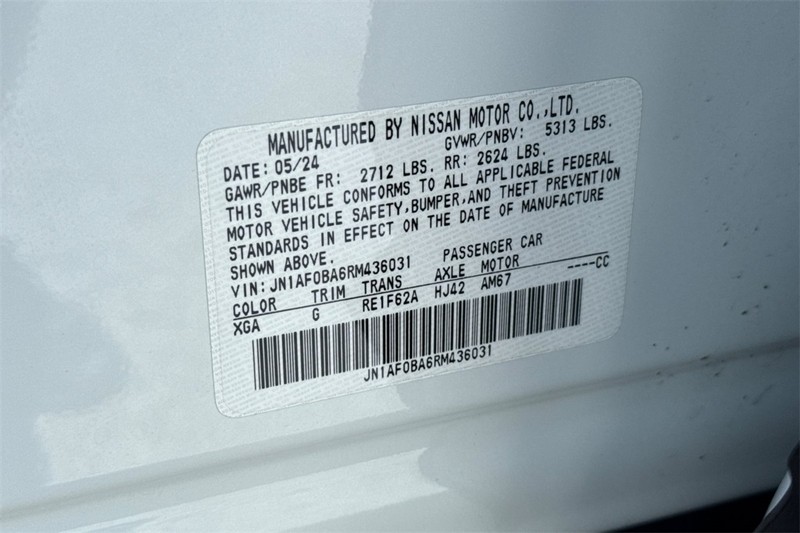 MANUFACTURED BY NISSAN MOTOR CO.,LTD.
DATE: 05/24 GVWR/PNBV: 5313 LBS.
GAWR/PNBE FR: 2712 LBS. RR: 2624 LBS.
THIS VEHICLE CONFORMS TO ALL APPLICABLE FEDERAL
MOTOR VEHICLE SAFETY,BUMPER,AND THEFT PREVENTION
STANDARDS IN EFFECT ON THE DATE OF MANUFACTURE
SHOWN ABOVE.
VIN: JN1AF0BA6RM436031 PASSENGER CAR
COLOR TRIM TRANS AXLE MOTOR
XGA G RE1F62A HJ42 AM67 ----CC
JN1AF0BA6RM436031